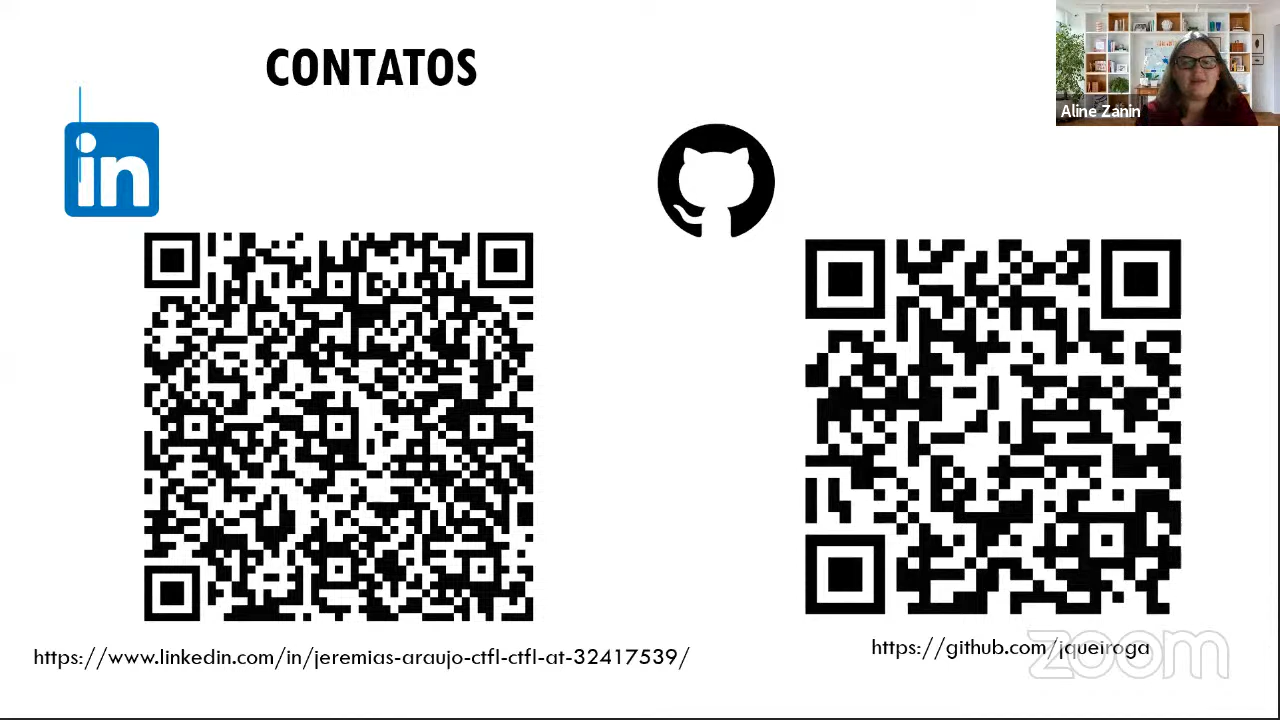 CONTATOS
Aline Zanin
in
https://www.linkedin.com/in/jeremias-araujo-ctfl-ctfl-at-32417539/
https://github.com/jqueiroga
zoom